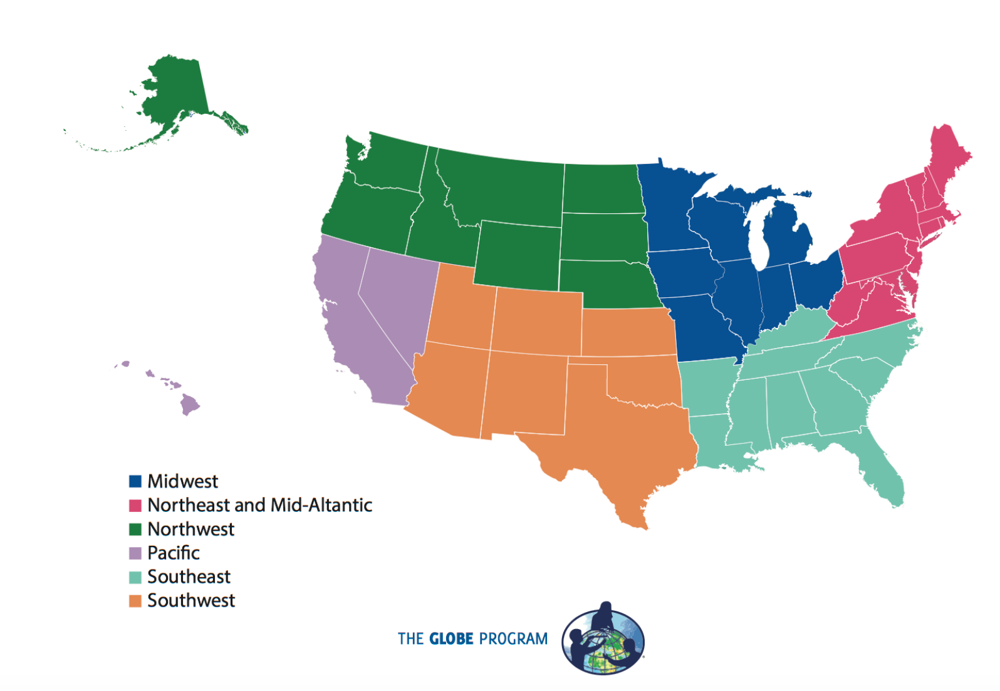 Midwest
Northeast and Mid-Altantic
Northwest
Pacific
Southeast
Southwest
THE GLOBE PROGRAM